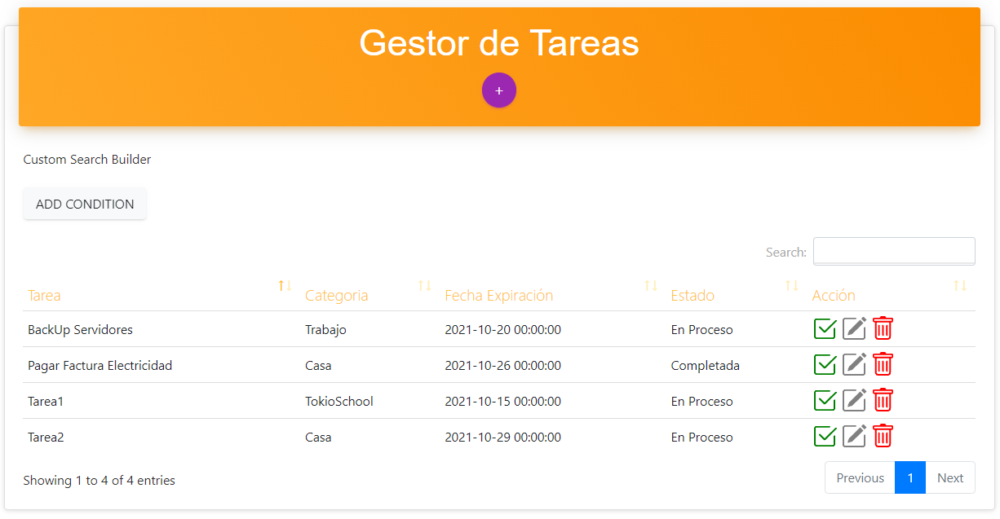 Gestor de Tareas
+
Custom Search Builder
ADD CONDITION
Search:
Tarea Categoria Fecha Expiración Estado Acción
BackUp Servidores Trabajo 2021-10-20 00:00:00 En Proceso
Pagar Factura Electricidad Casa 2021-10-26 00:00:00 Completada
Tarea1 TokioSchool 2021-10-15 00:00:00 En Proceso
Tarea2 Casa 2021-10-29 00:00:00 En Proceso
Showing 1 to 4 of 4 entries
Previous 1 Next